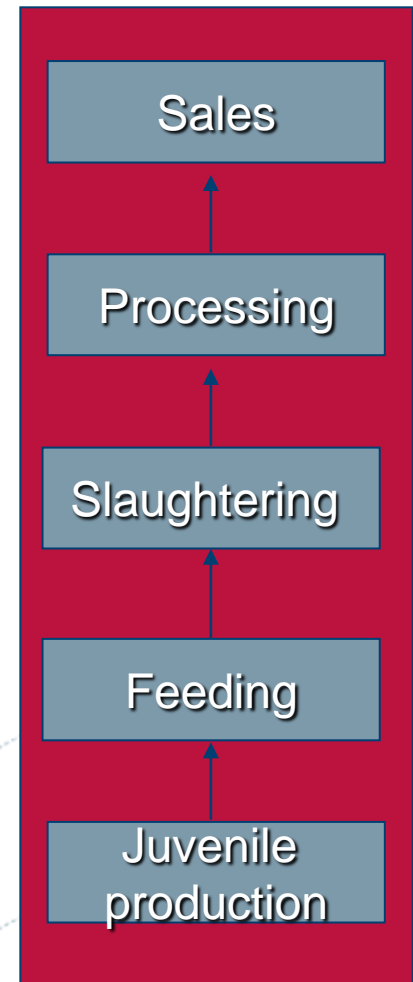 Sales
Processing
Slaughtering
Feeding
Juvenile
production